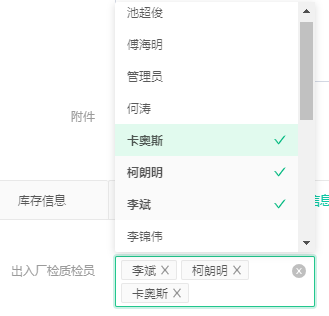 池超俊
傅海明
管理员
何涛
附件
卡奥斯
柯朗明
库存信息
李斌
信息
李锦伟
出入厂检质检员
李斌 × 柯朗明 ×
卡奥斯 ×